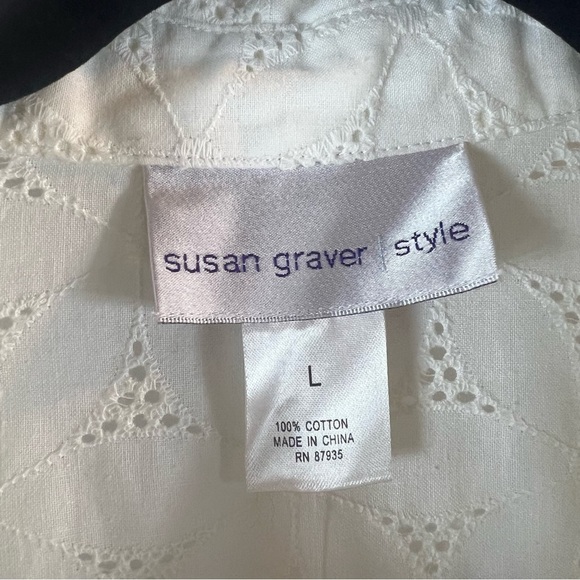 susan graver | style
L
100% COTTON
MADE IN CHINA
RN 87935